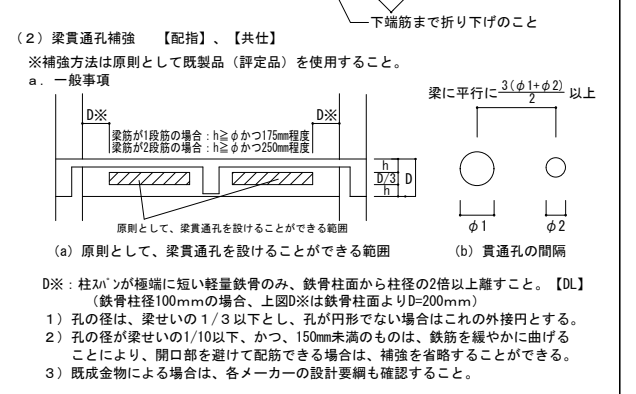 下端筋まで折り下げのこと
(2) 梁貫通孔補強 【配指】、【共仕】
※補強方法は原則として既製品（評定品）を使用すること。
a. 一般事項
D※ D※
梁筋が1段筋の場合：h≧φかつ175mm程度
梁筋が2段筋の場合：h≧φかつ250mm程度
h
D/3 D
h
原則として、梁貫通孔を設けることができる範囲
(a) 原則として、梁貫通孔を設けることができる範囲
梁に平行に 3(φ1+φ2)/2 以上
φ1 φ2
(b) 貫通孔の間隔
D※：柱スパンが極端に短い軽量鉄骨のみ、鉄骨柱面から柱径の2倍以上離すこと。【DL】
（鉄骨柱径100mmの場合、上図D※は鉄骨柱面よりD=200mm）
1) 孔の径は、梁せいの1/3以下とし、孔が円形でない場合はこれの外接円とする。
2) 孔の径が梁せいの1/10以下、かつ、150mm未満のものは、鉄筋を緩やかに曲げる
ことにより、開口部を避けて配筋できる場合は、補強を省略することができる。
3) 既成金物による場合は、各メーカーの設計要綱も確認すること。